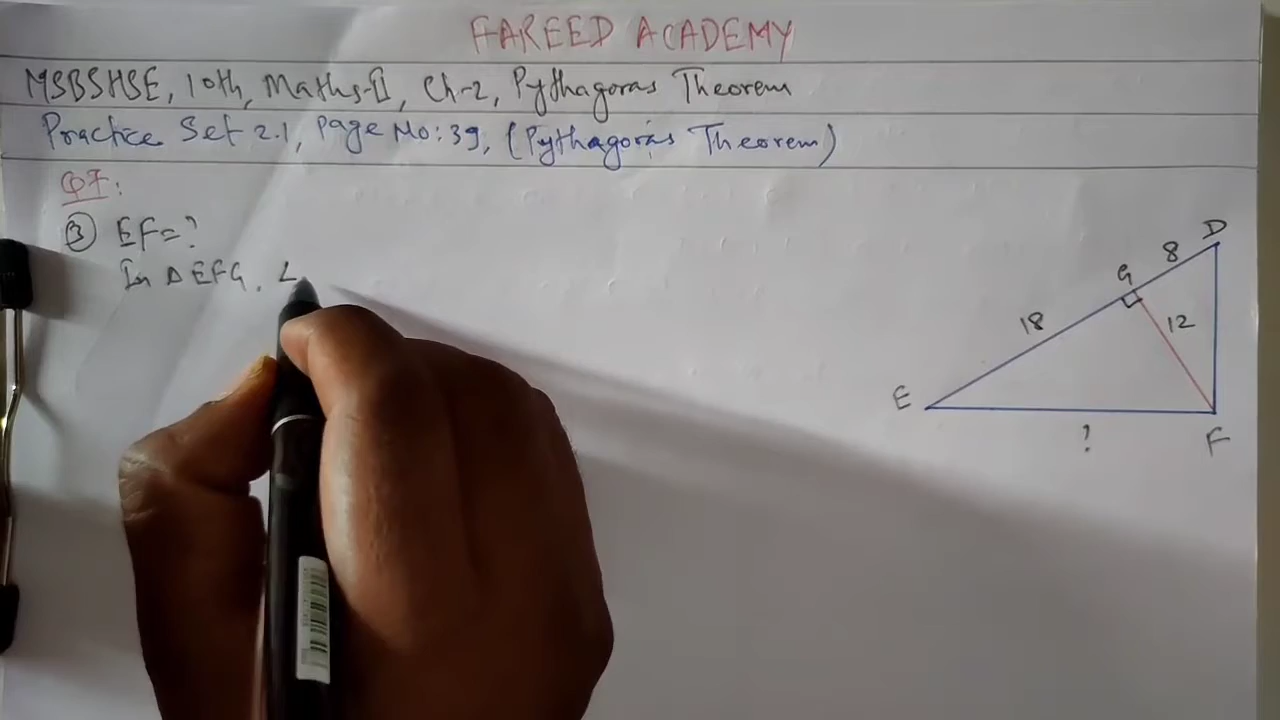 FAREED ACADEMY
MSBSHSE, 10th, Maths-II, Ch-2, Pythagoras Theorem
Practice Set 2.1, Page No: 39, (Pythagoras Theorem)
Q7:
③ EF=?
In ΔEFG, ∠
D
8
G
18
12
E
?
F